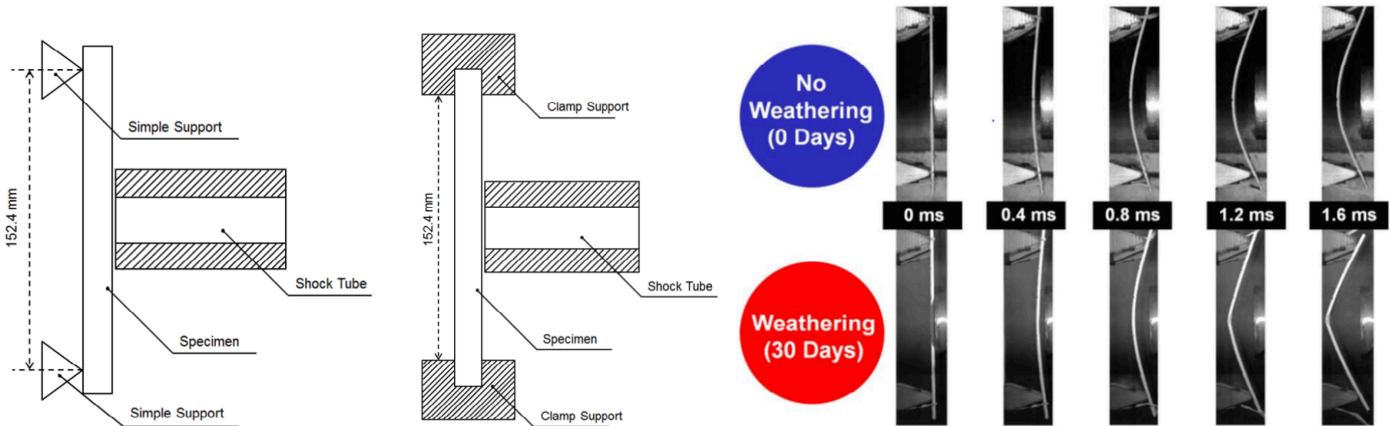 152.4 mm
Simple Support
Shock Tube
Specimen
Simple Support
Clamp Support
152.4 mm
Shock Tube
Specimen
Clamp Support
No
Weathering
(0 Days)
0 ms
0.4 ms
0.8 ms
1.2 ms
1.6 ms
Weathering
(30 Days)